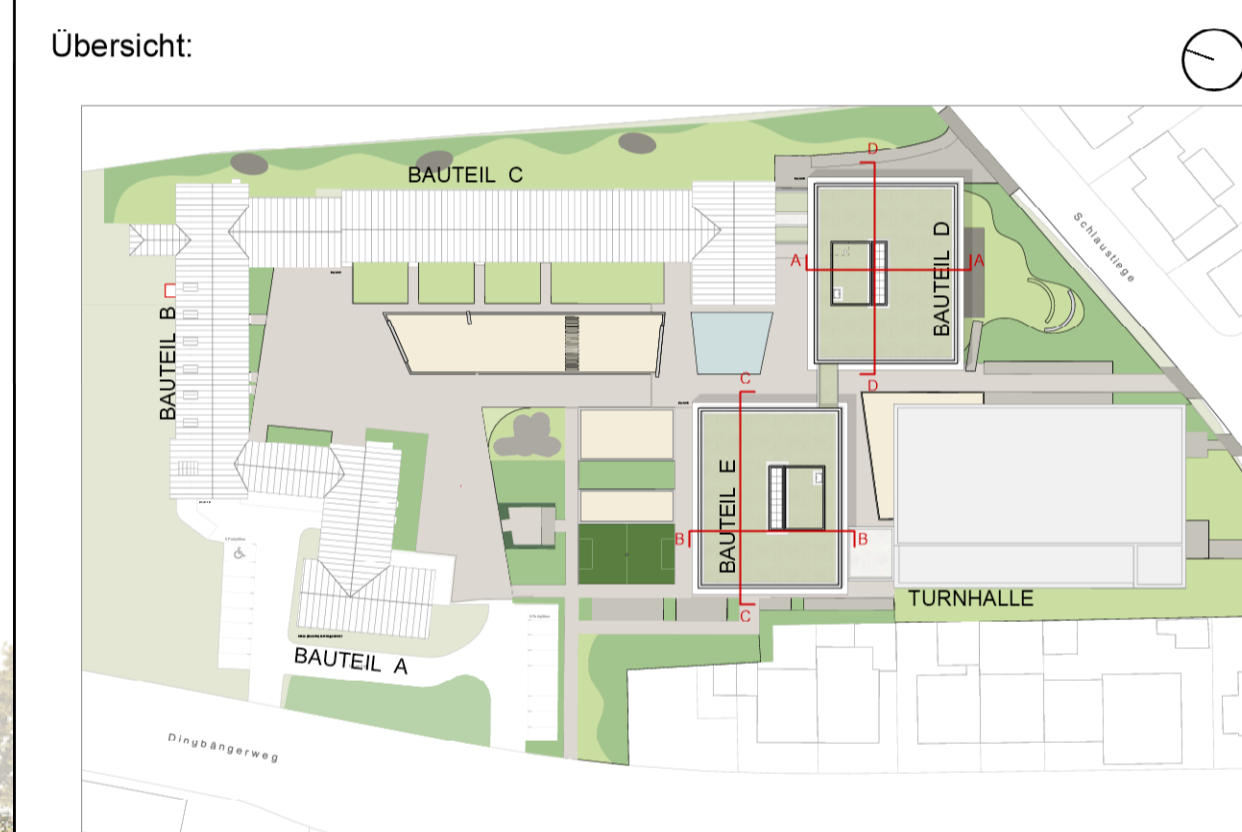 Übersicht:
BAUTEIL C
D
Schlaustiege
A
A
BAUTEIL D
BAUTEIL B
C
D
BAUTEIL E
B
B
TURNHALLE
C
BAUTEIL A
Dingbängerweg